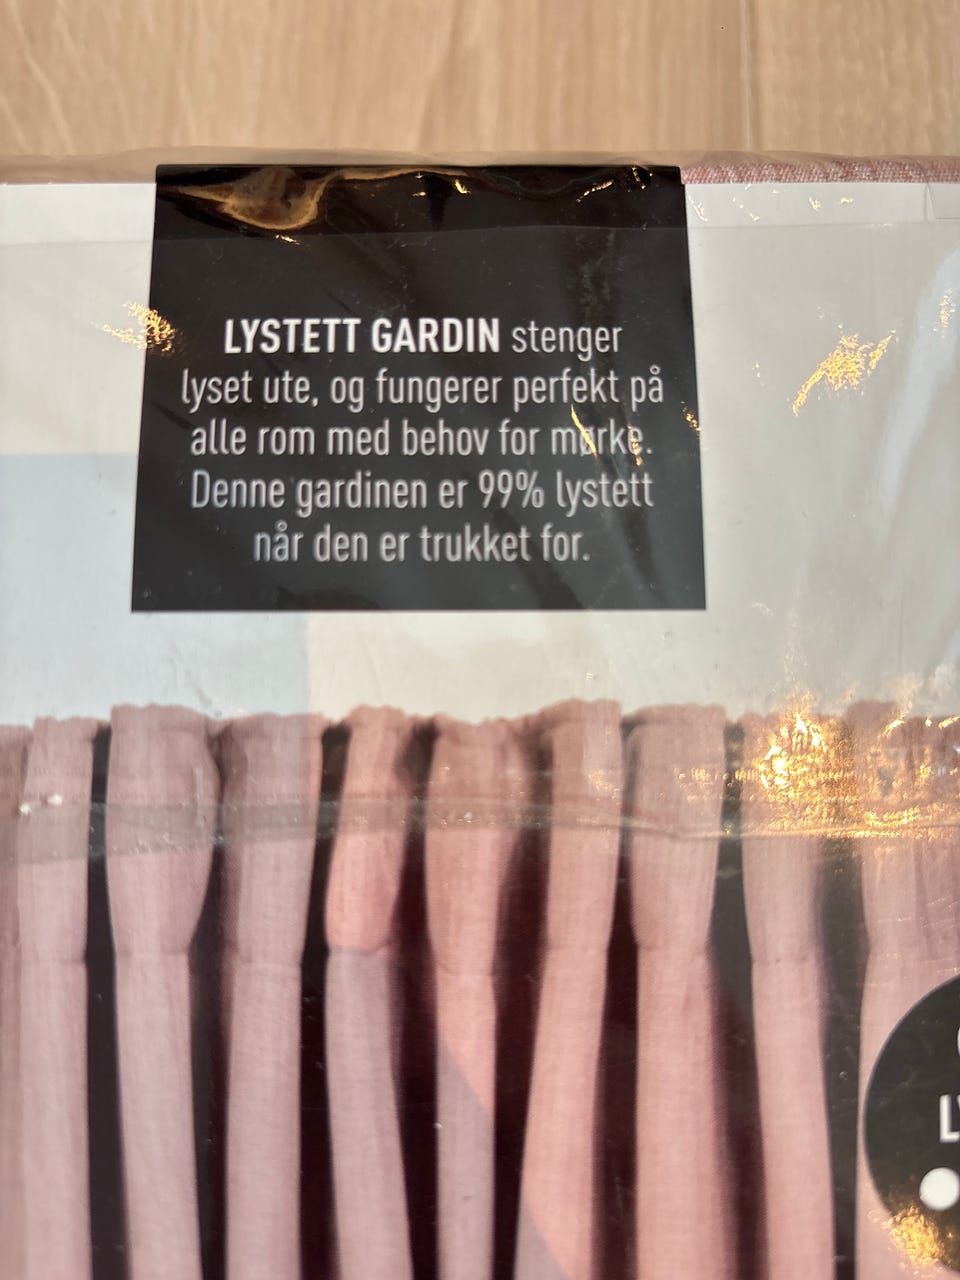 LYSTETT GARDIN stenger
lyset ute, og fungerer perfekt på
alle rom med behov for mørke.
Denne gardinen er 99% lystett
når den er trukket for.